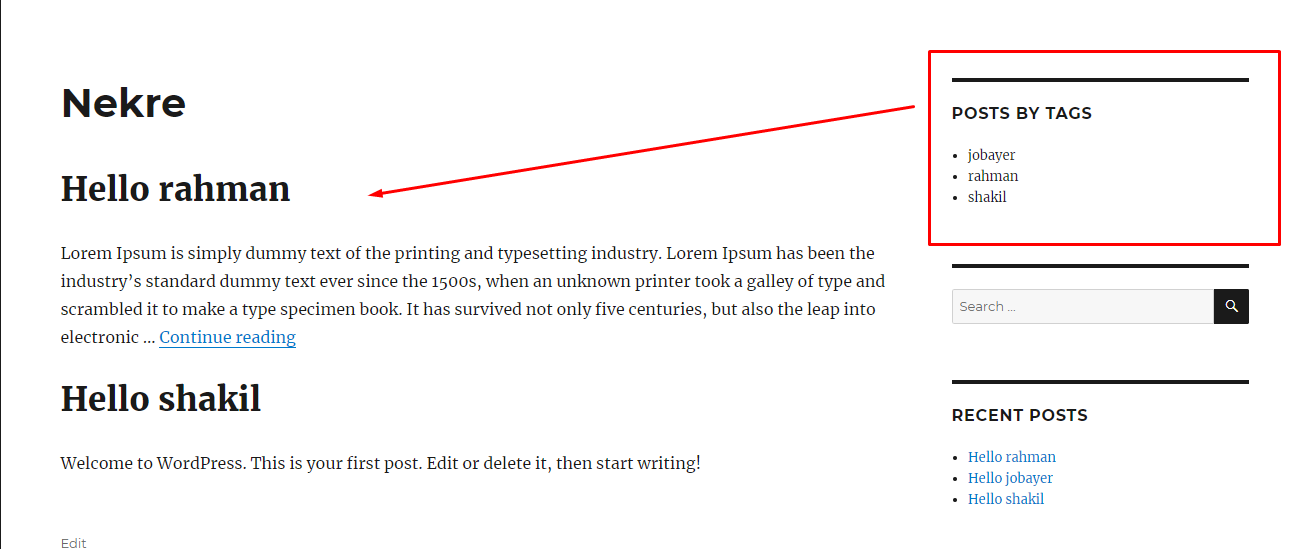 Nekre
Hello rahman
Lorem Ipsum is simply dummy text of the printing and typesetting industry. Lorem Ipsum has been the
industry’s standard dummy text ever since the 1500s, when an unknown printer took a galley of type and
scrambled it to make a type specimen book. It has survived not only five centuries, but also the leap into
electronic … Continue reading
Hello shakil
Welcome to WordPress. This is your first post. Edit or delete it, then start writing!
Edit
POSTS BY TAGS
jobayer
rahman
shakil
Search …
RECENT POSTS
Hello rahman
Hello jobayer
Hello shakil